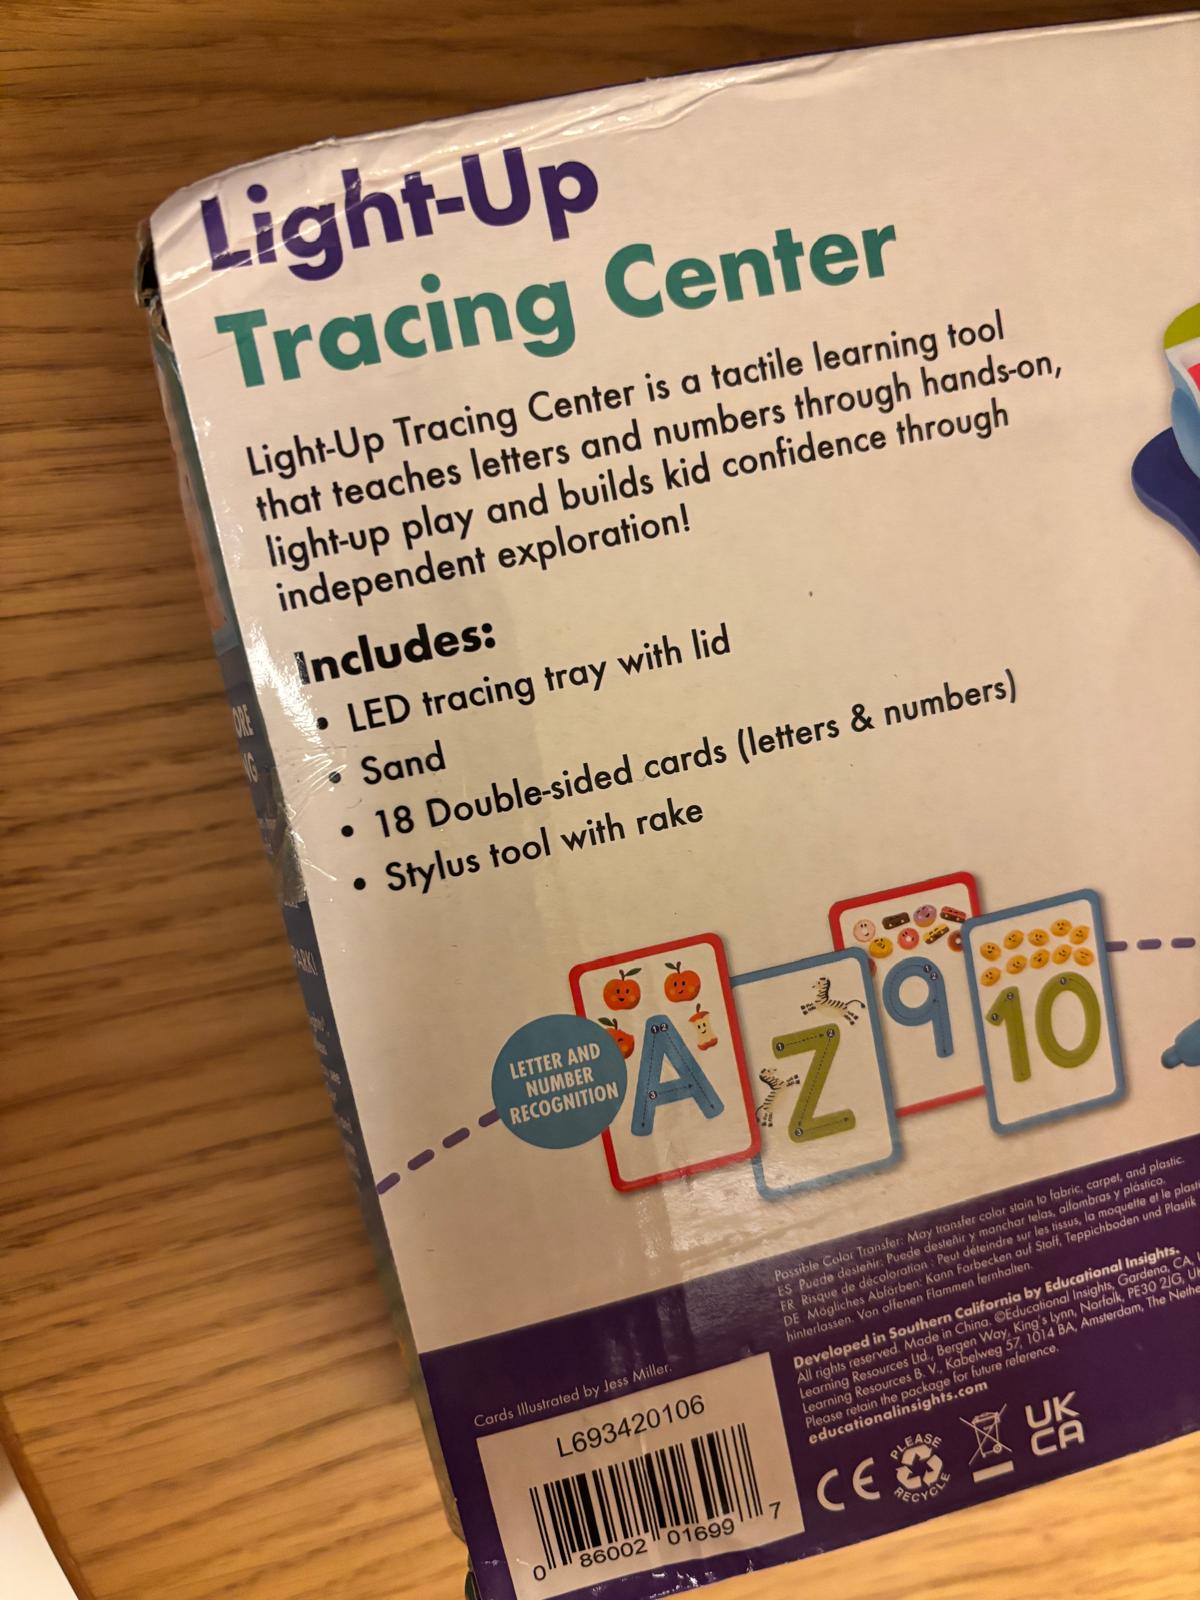 Light-Up
Tracing Center
Light-Up Tracing Center is a tactile learning tool
that teaches letters and numbers through hands-on,
light-up play and builds kid confidence through
independent exploration!
Includes:
• LED tracing tray with lid
• Sand
• 18 Double-sided cards (letters & numbers)
• Stylus tool with rake
LETTER AND
NUMBER
RECOGNITION
A
Z
9
10
Possible Color Transfer: May transfer color stain to fabric, carpet, and plastic.
ES Puede desteñir: Puede desteñir y manchar telas, alfombras y plástico.
FR Risque de décoloration : Peut déteindre sur les tissus, la moquette et le
DE Mögliches Abfärben: Kann Farbecken auf Stoff, Teppichboden und Plastik
hinterlassen. Von offenen Flammen fernhalten.
Developed in Southern California by Educational Insights.
All rights reserved. Made in China. ©Educational Insights, Gardena, CA,
Learning Resources Ltd., Bergen Way, King's Lynn, Norfolk, PE30 2JG,
Learning Resources B. V., Kabelweg 57, 1014 BA, Amsterdam, The
Please retain the package for future reference.
educationalinsights.com
Cards Illustrated by Jess Miller.
L693420106
0 86002 01699 7
CE
PLEASE
RECYCLE
UK
CA